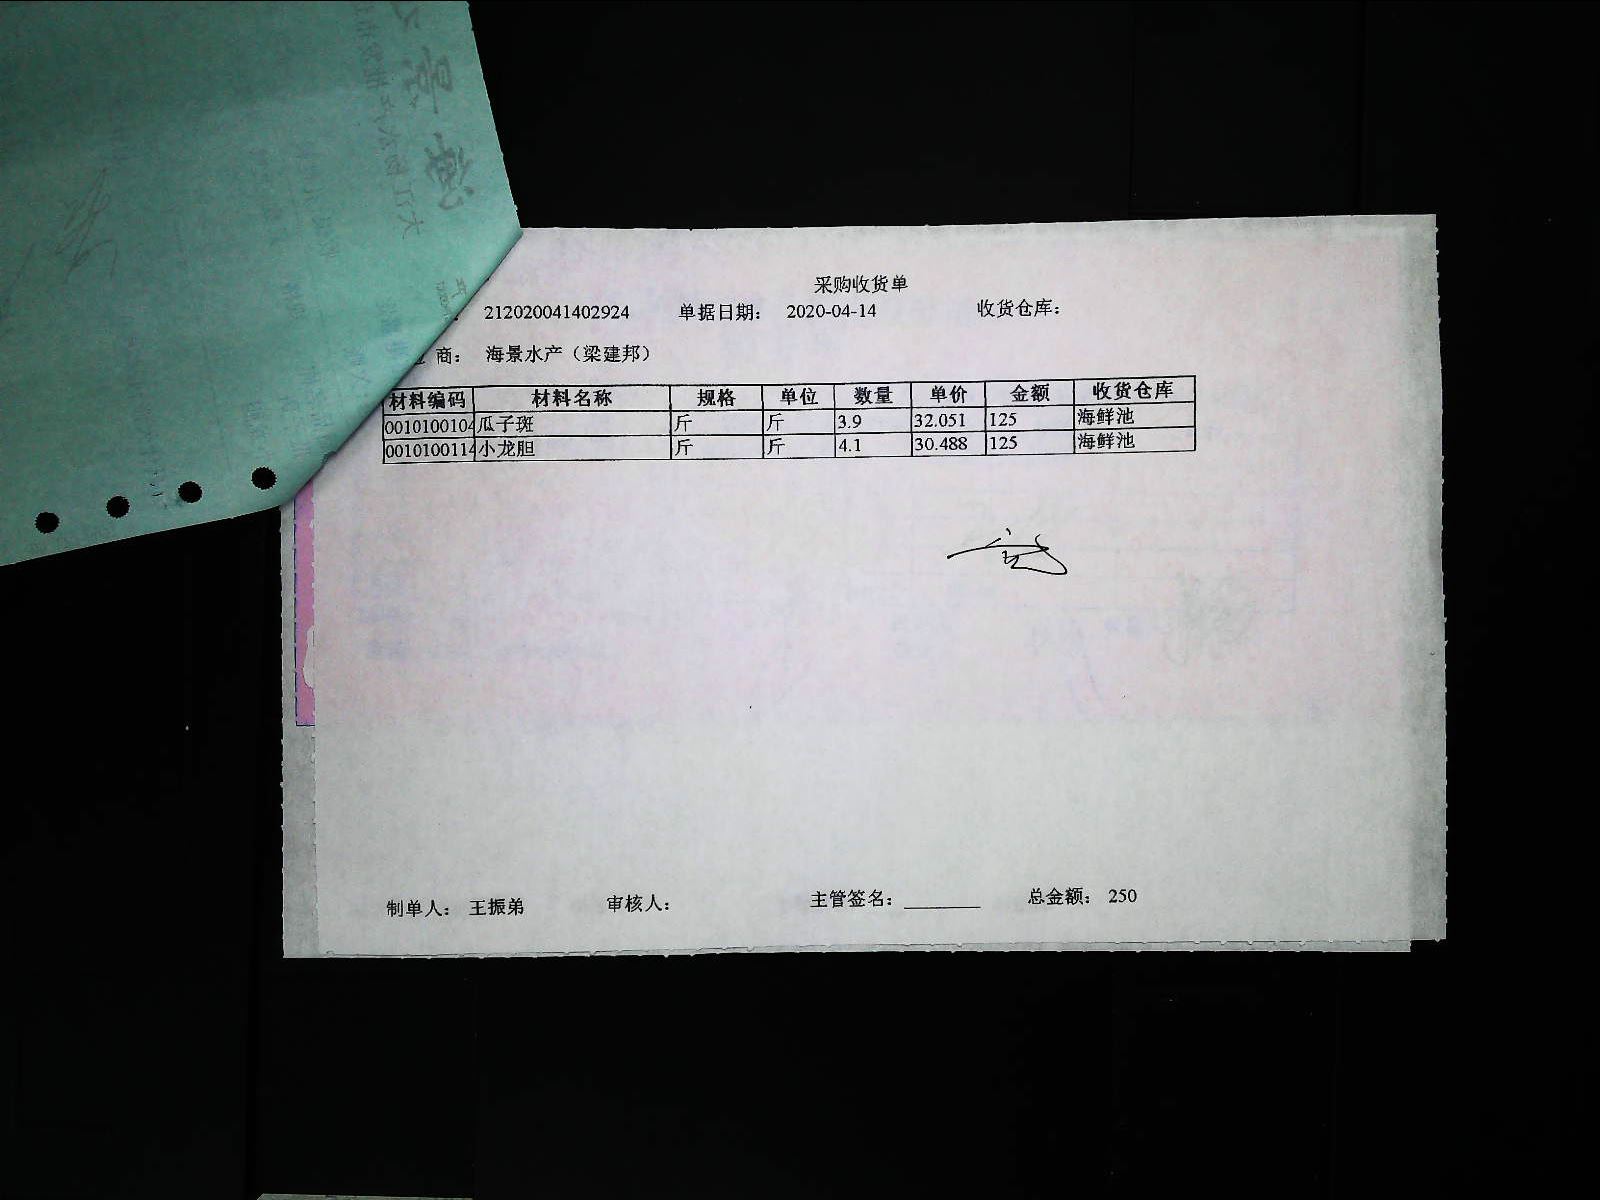 采购收货单
212020041402924 单据日期： 2020-04-14 收货仓库：
商： 海景水产（梁建邦）
材料编码 材料名称 规格 单位 数量 单价 金额 收货仓库
0010100104 瓜子斑 斤 斤 3.9 32.051 125 海鲜池
0010100114 小龙胆 斤 斤 4.1 30.488 125 海鲜池
制单人： 王振弟 审核人： 主管签名： 总金额： 250